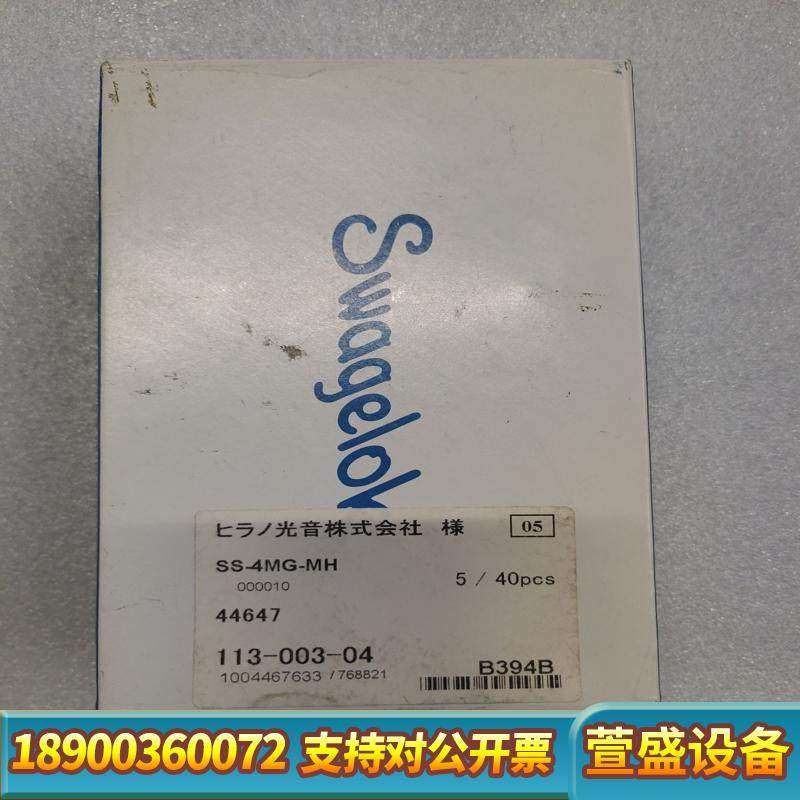 Swagelok
ヒラノ光音株式会社 様 05
SS-4MG-MH
000010
5 / 40pcs
44647
113-003-04
1004467633 /768821
B394B
18900360072 支持对公开票 萱盛设备